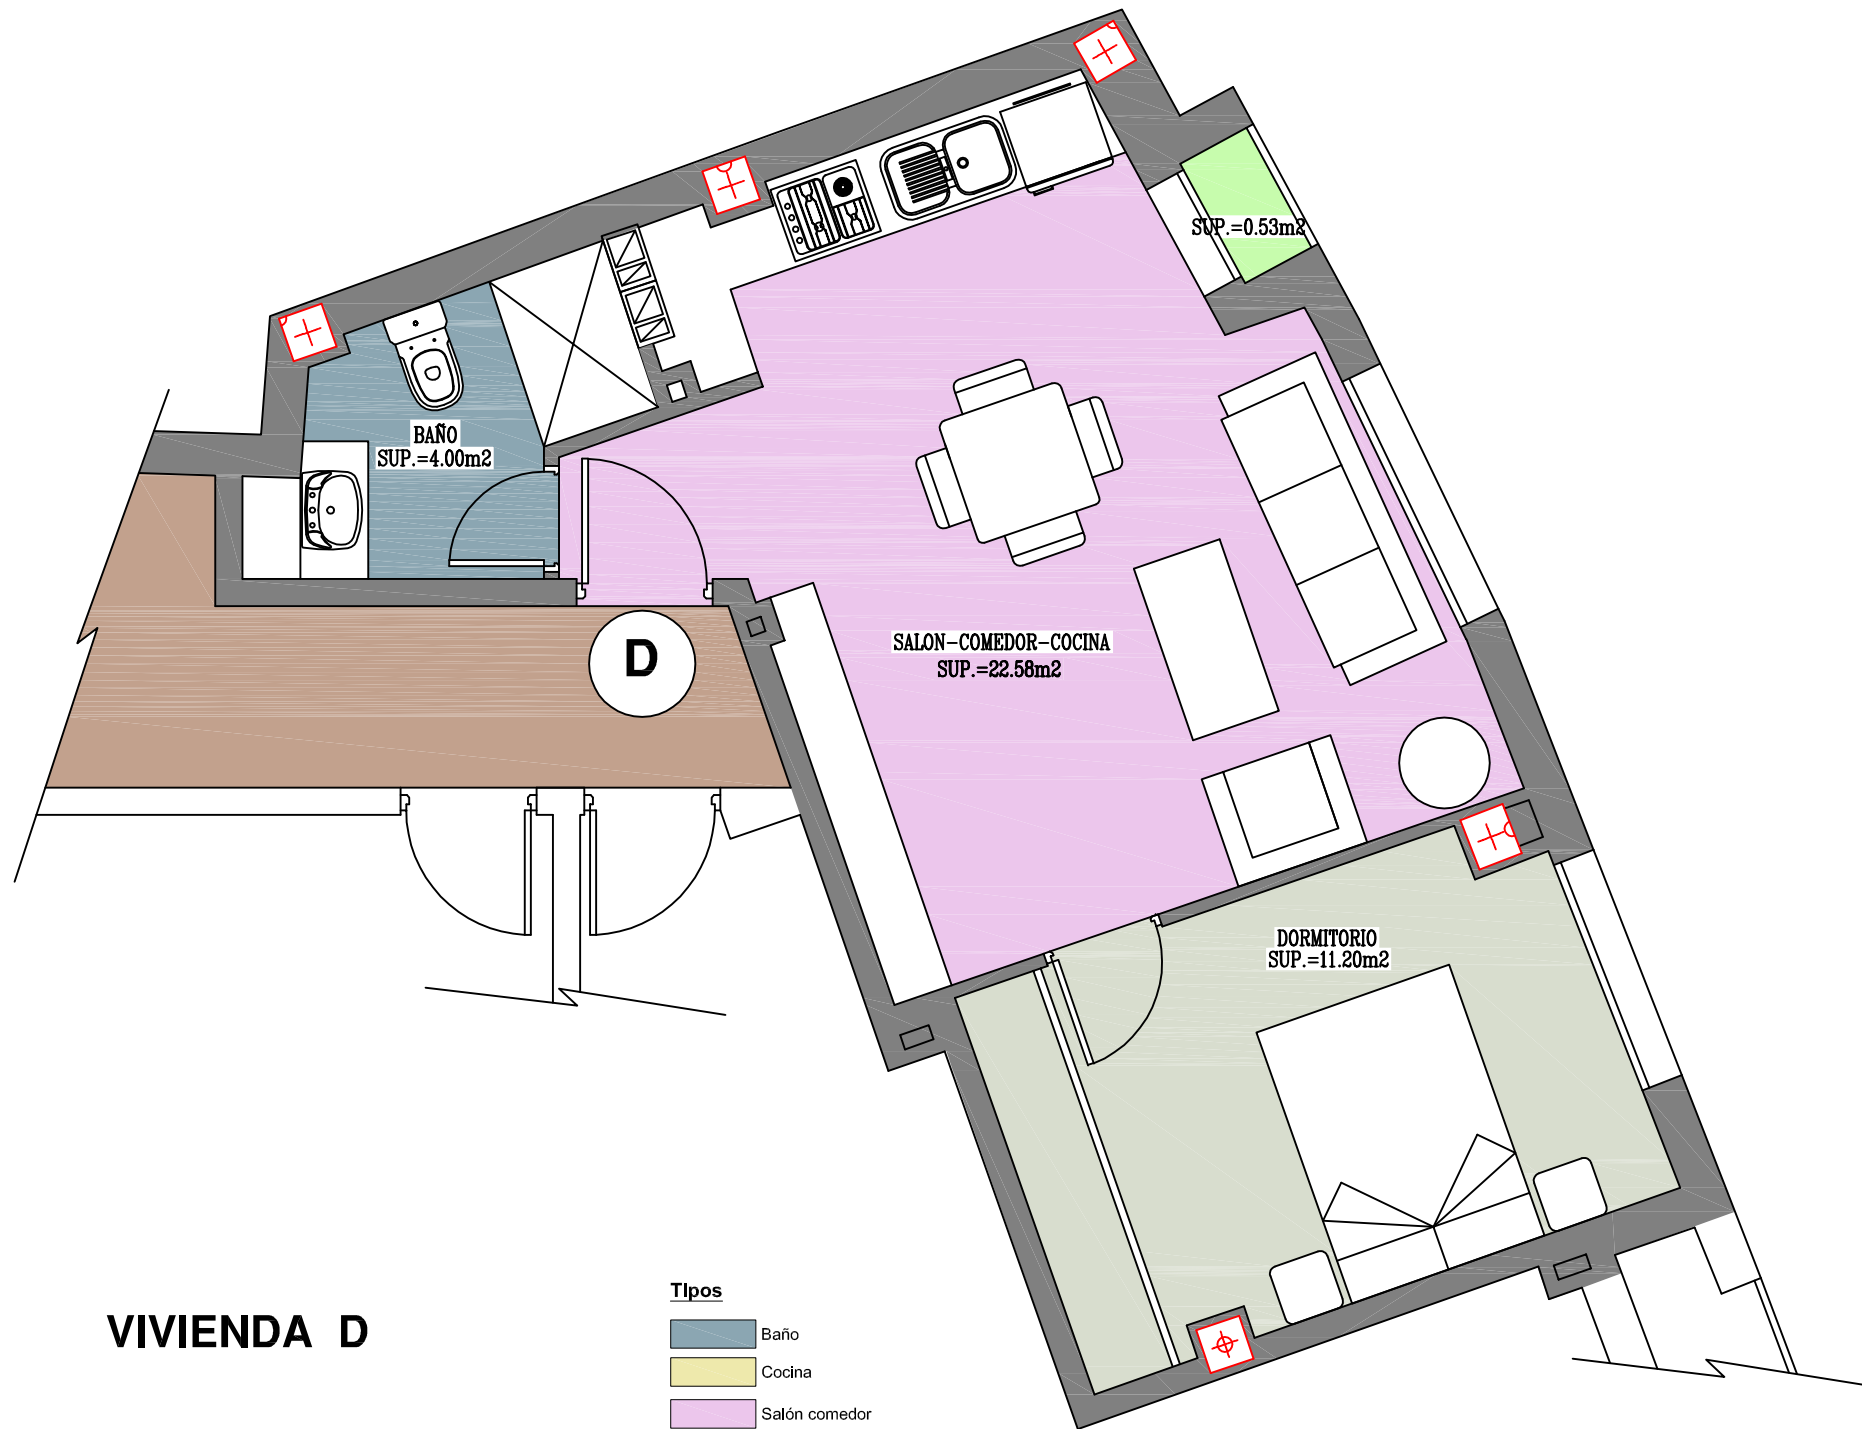 SUP.=0.53m2
BAÑO
SUP.=4.00m2
D
SALON-COMEDOR-COCINA
SUP.=22.58m2
DORMITORIO
SUP.=11.20m2
VIVIENDA D
Tipos
Baño
Cocina
Salón comedor